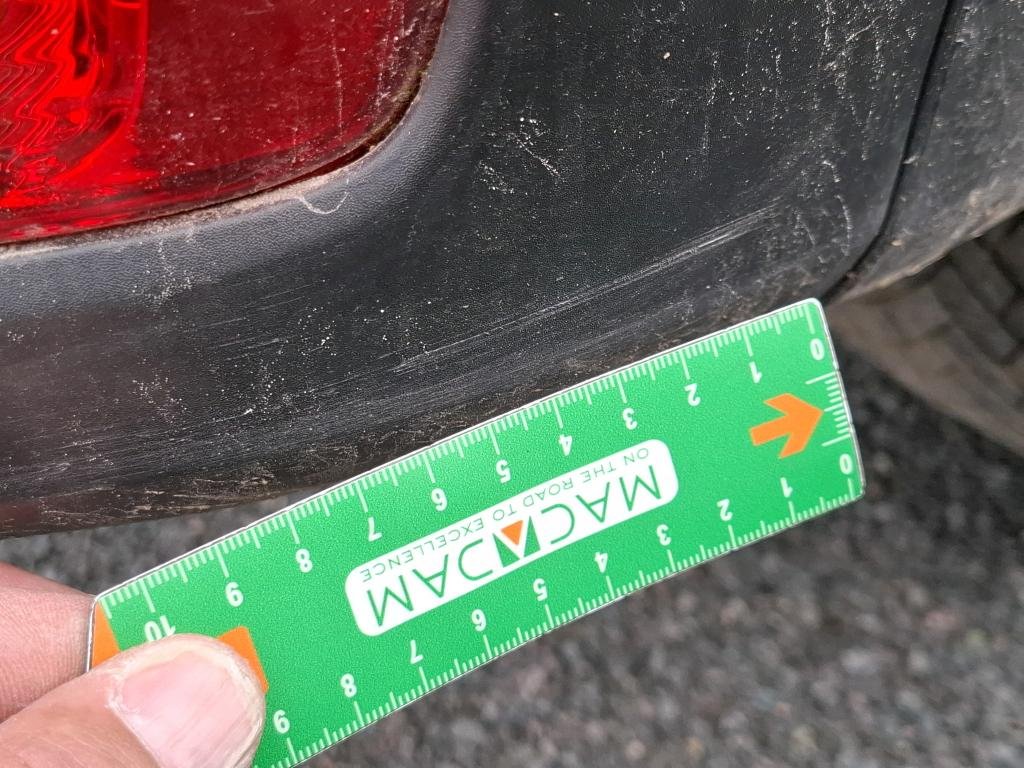 0 1 2 3 4 5 6 7 8 9 10
MACADAM
ON THE ROAD TO EXCELLENCE
0 1 2 3 4 5 6 7 8 9